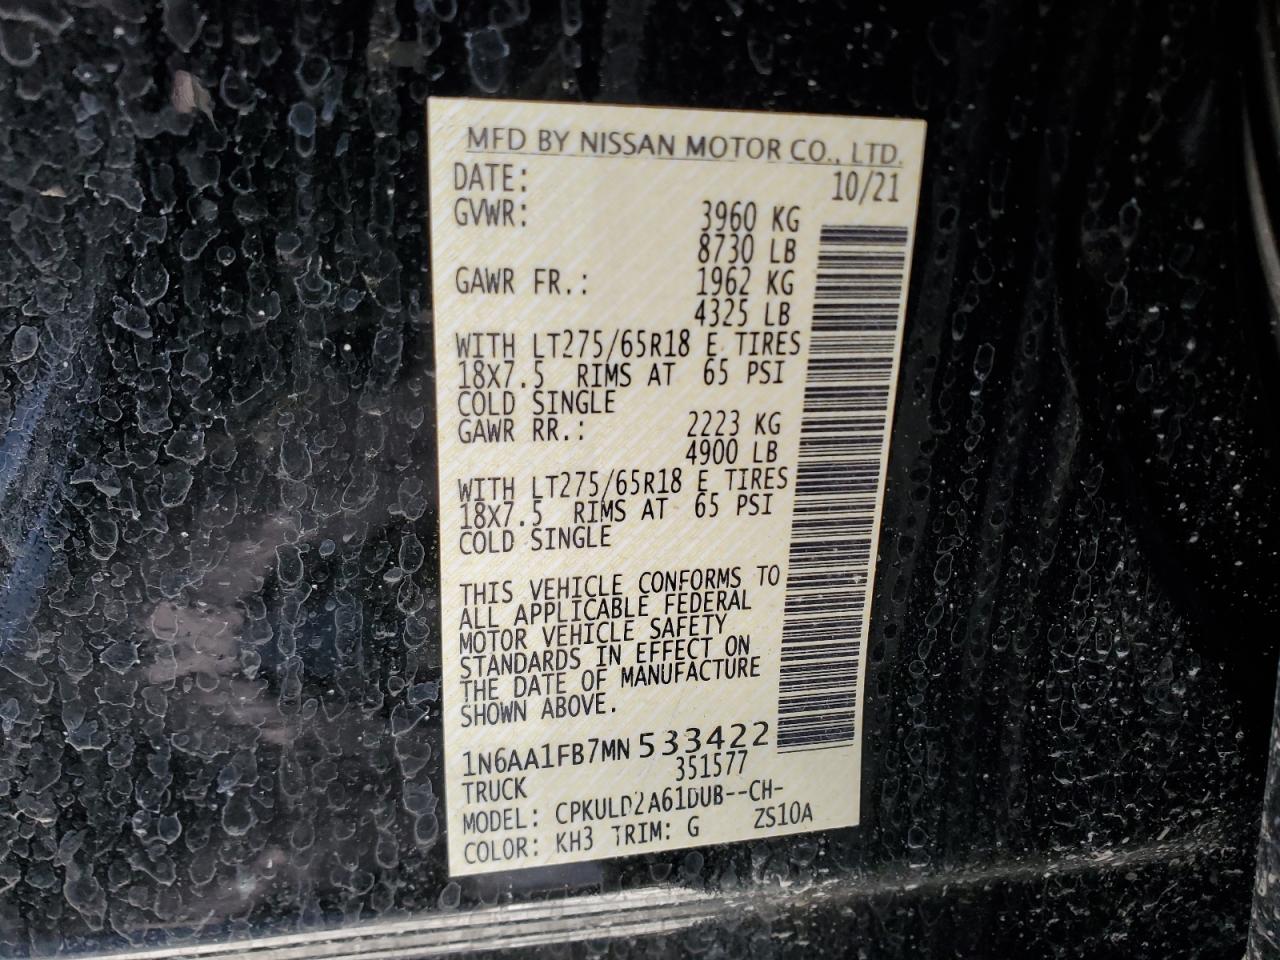 MFD BY NISSAN MOTOR CO., LTD.
DATE: 10/21
GVWR: 3960 KG
8730 LB
GAWR FR.: 1962 KG
4325 LB
WITH LT275/65R18 E TIRES
18X7.5 RIMS AT 65 PSI
COLD SINGLE
GAWR RR.: 2223 KG
4900 LB
WITH LT275/65R18 E TIRES
18X7.5 RIMS AT 65 PSI
COLD SINGLE
THIS VEHICLE CONFORMS TO
ALL APPLICABLE FEDERAL
MOTOR VEHICLE SAFETY
STANDARDS IN EFFECT ON
THE DATE OF MANUFACTURE
SHOWN ABOVE.
1N6AA1FB7MN 533422
TRUCK 351577
MODEL: CPKULD2A61DUB--CH-
COLOR: KH3 TRIM: G ZS10A